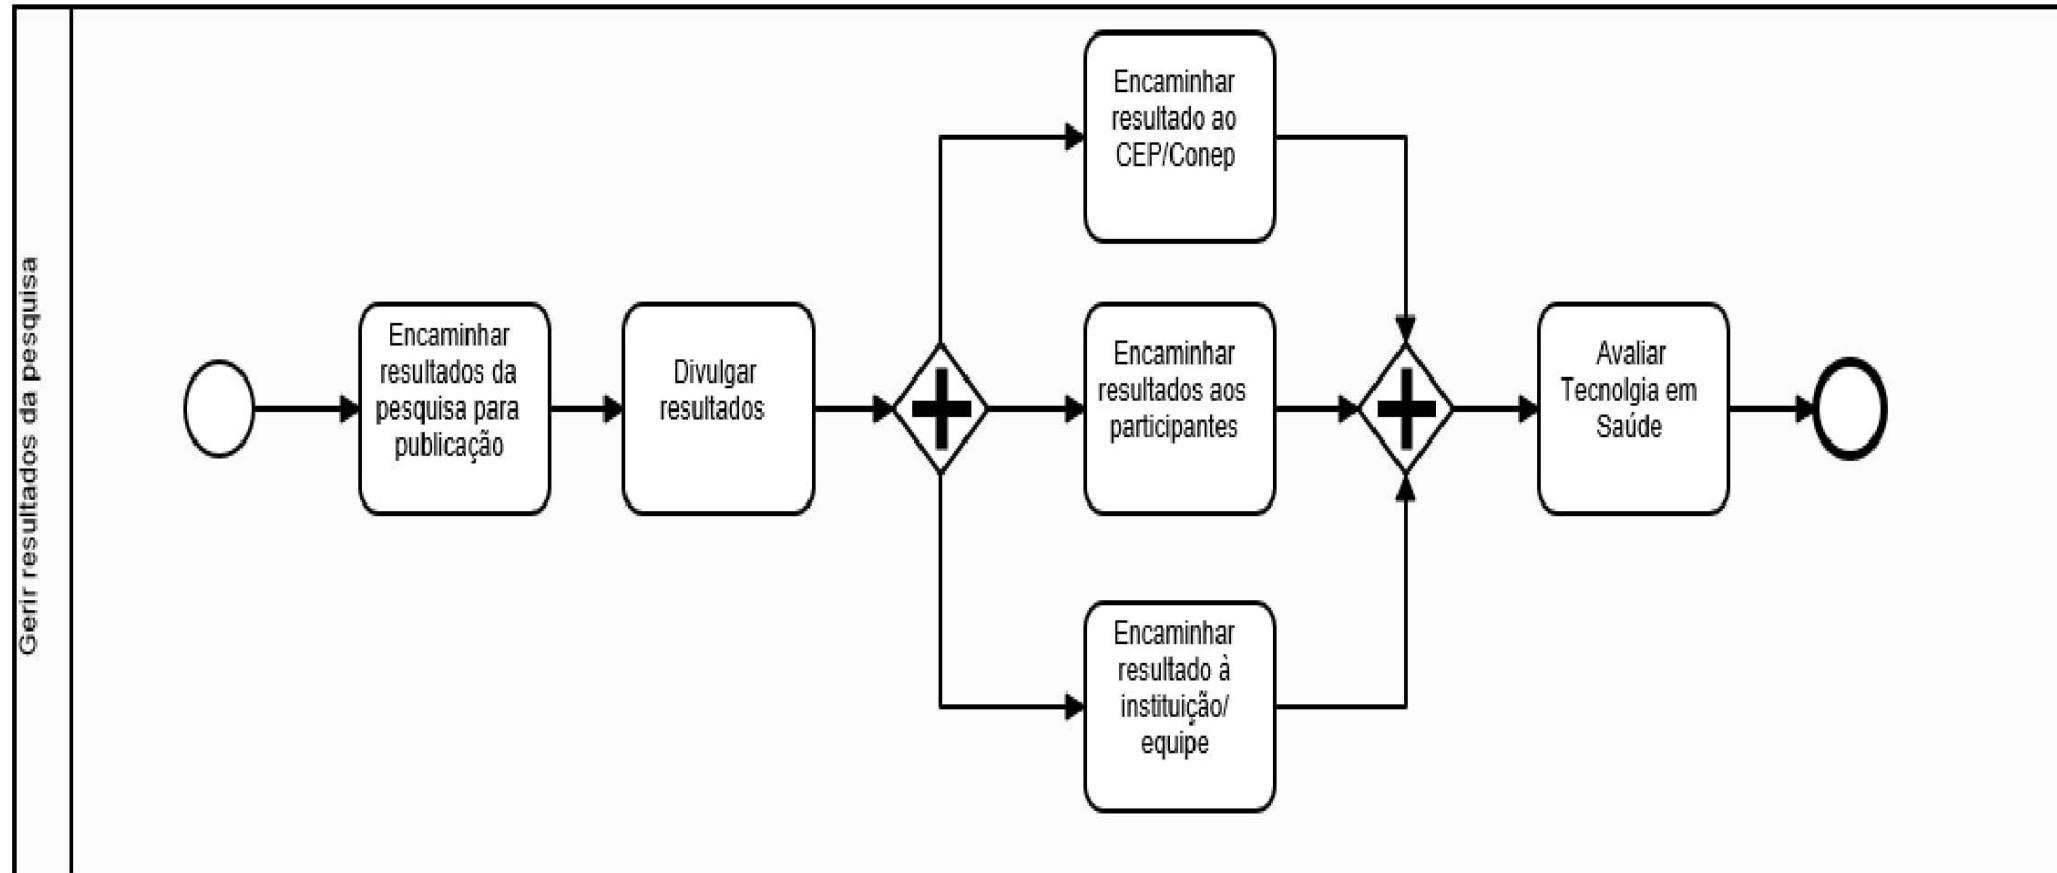 Gerir resultados da pesquisa
Encaminhar
resultados da
pesquisa para
publicação
Divulgar
resultados
Encaminhar
resultado ao
CEP/Conep
Encaminhar
resultados aos
participantes
Encaminhar
resultado à
instituição/
equipe
Avaliar
Tecnolgia em
Saúde